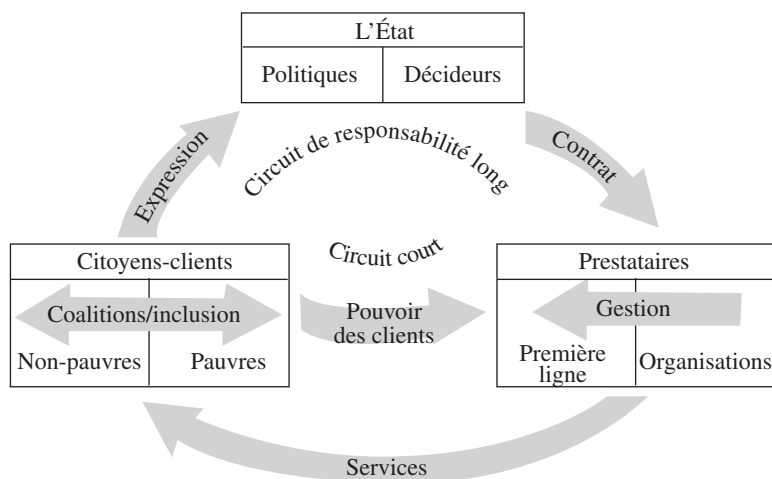 L'État
Politiques
Décideurs
Expression
Circuit de responsabilité long
Contrat
Citoyens-clients
Circuit court
Prestataires
Coalitions/inclusion
Pouvoir
des clients
Gestion
Non-pauvres
Pauvres
Première
ligne
Organisations
Services